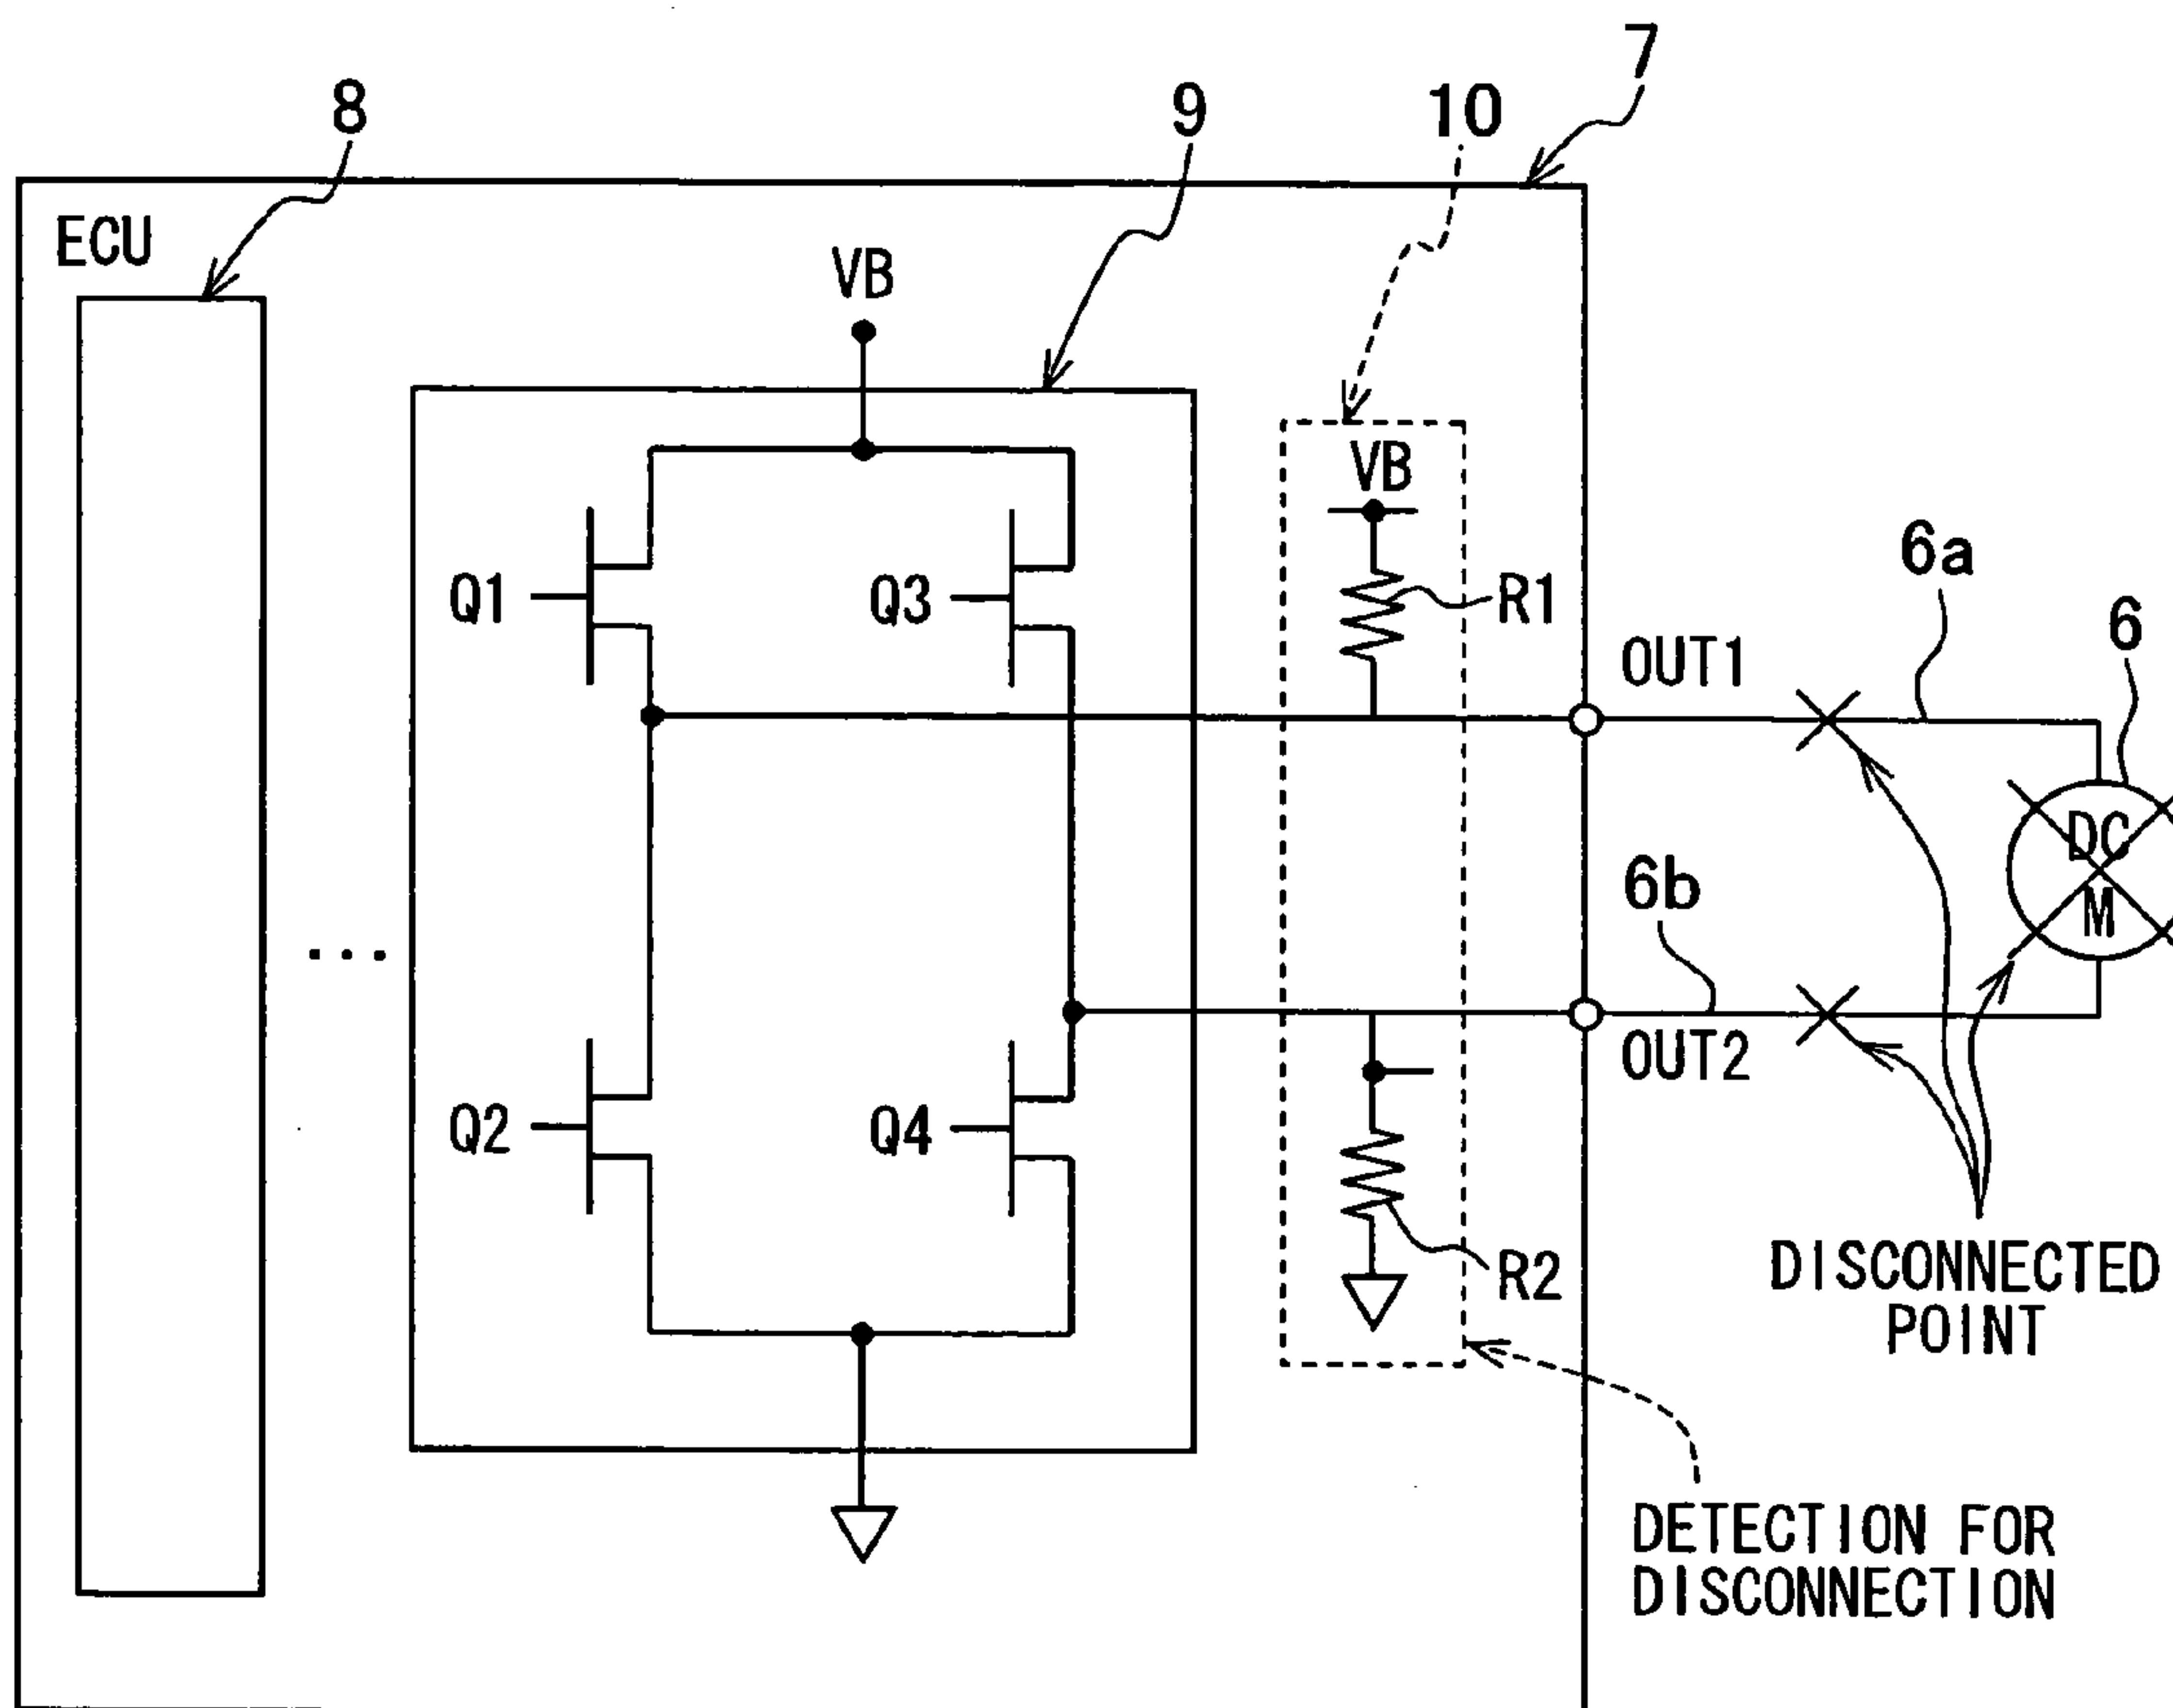 7
8
9
10
ECU
VB
VB
6a
Q1
Q3
R1
6
OUT1
DC
M
6b
OUT2
Q2
Q4
R2
DISCONNECTED
POINT
DETECTION FOR
DISCONNECTION